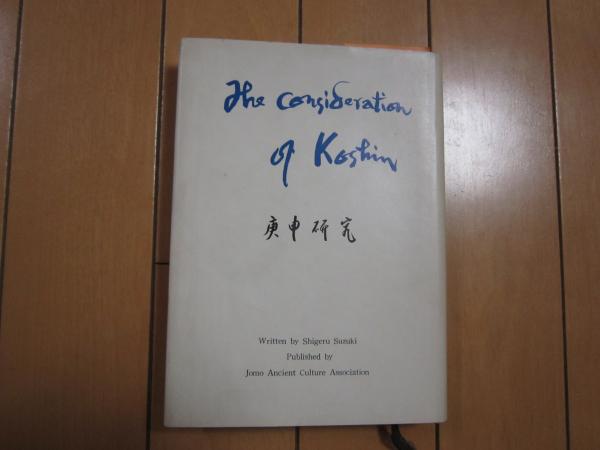 The Consideration
of Koshin
庚申研究
Written by Shigeru Suzuki
Published by
Jomo Ancient Culture Association